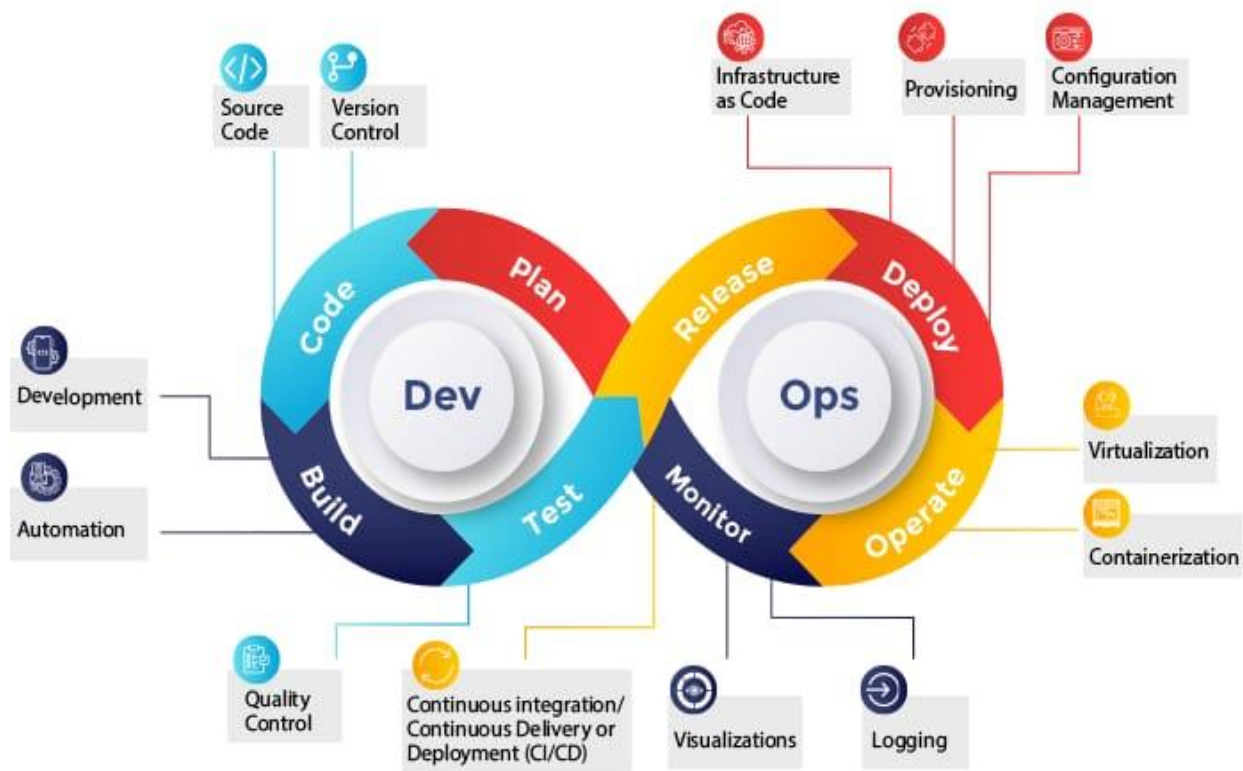 Source
Code
Version
Control
Infrastructure
as Code
Provisioning
Configuration
Management
Plan
Code
Release
Deploy
Dev
Ops
Development
Automation
Build
Test
Monitor
Operate
Virtualization
Containerization
Quality
Control
Continuous integration/
Continuous Delivery or
Deployment (CI/CD)
Visualizations
Logging